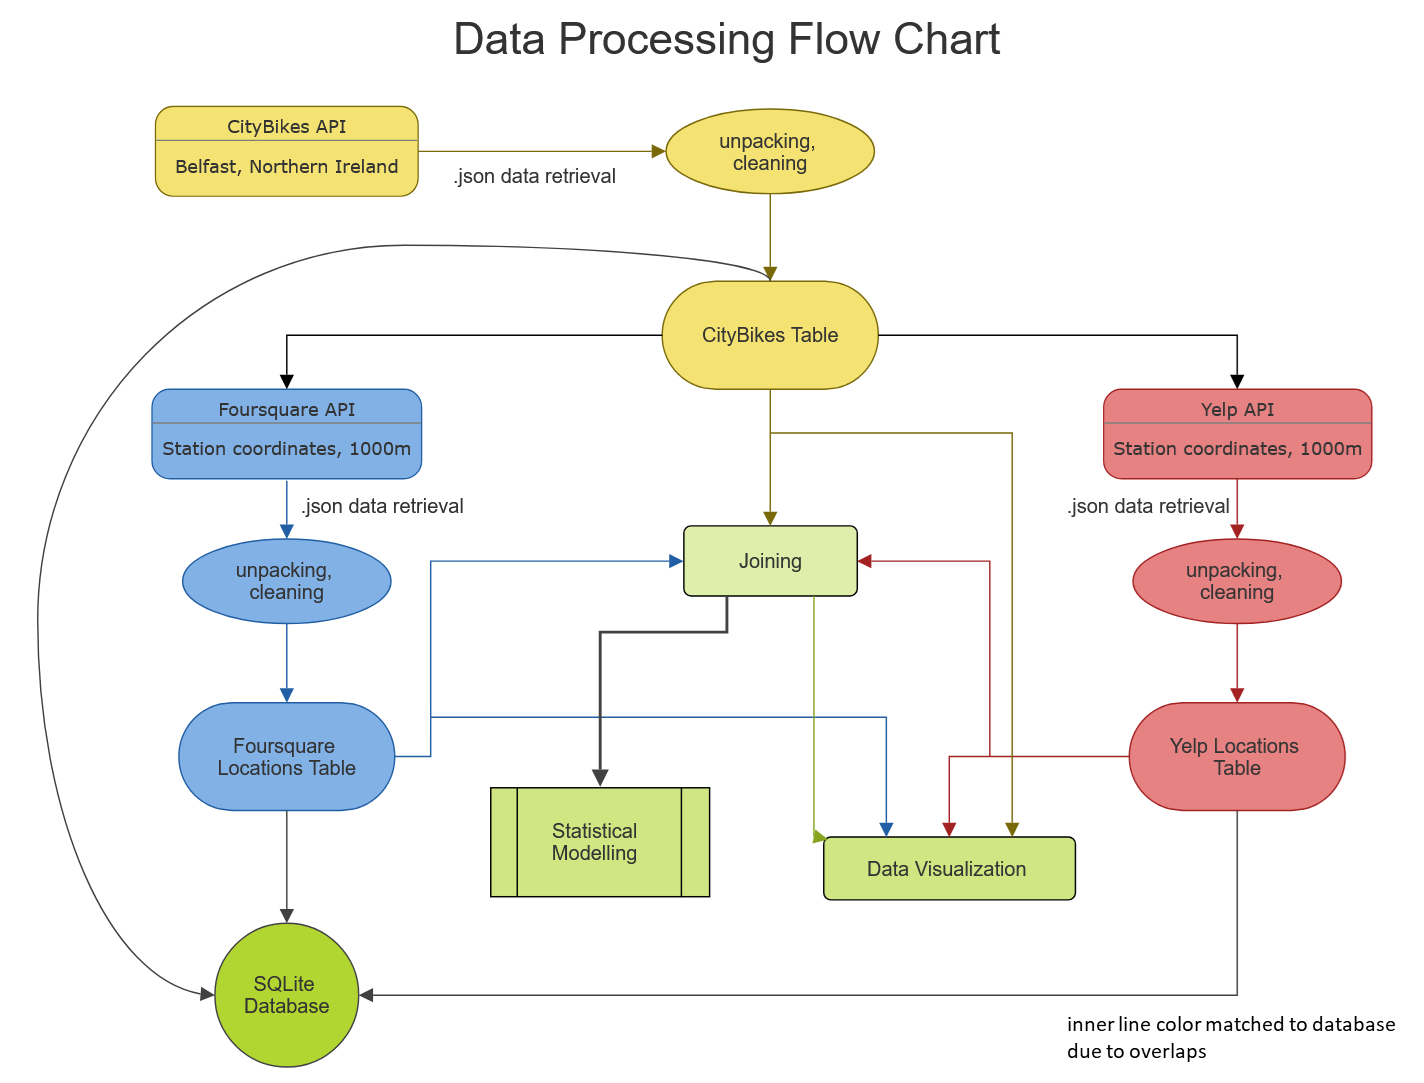 Data Processing Flow Chart
CityBikes API
Belfast, Northern Ireland
.json data retrieval
unpacking,
cleaning
CityBikes Table
Foursquare API
Station coordinates, 1000m
Yelp API
Station coordinates, 1000m
.json data retrieval
.json data retrieval
unpacking,
cleaning
Joining
unpacking,
cleaning
Foursquare
Locations Table
Yelp Locations
Table
Statistical
Modelling
Data Visualization
SQLite
Database
inner line color matched to database
due to overlaps